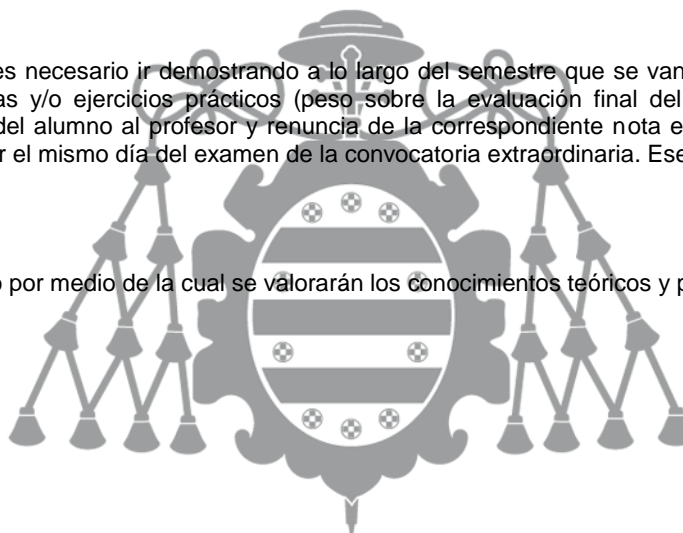 es necesario ir demostrando a lo largo del semestre que se van
as y/o ejercicios prácticos (peso sobre la evaluación final del
del alumno al profesor y renuncia de la correspondiente nota e
r el mismo día del examen de la convocatoria extraordinaria. Ese
o por medio de la cual se valorarán los conocimientos teóricos y p